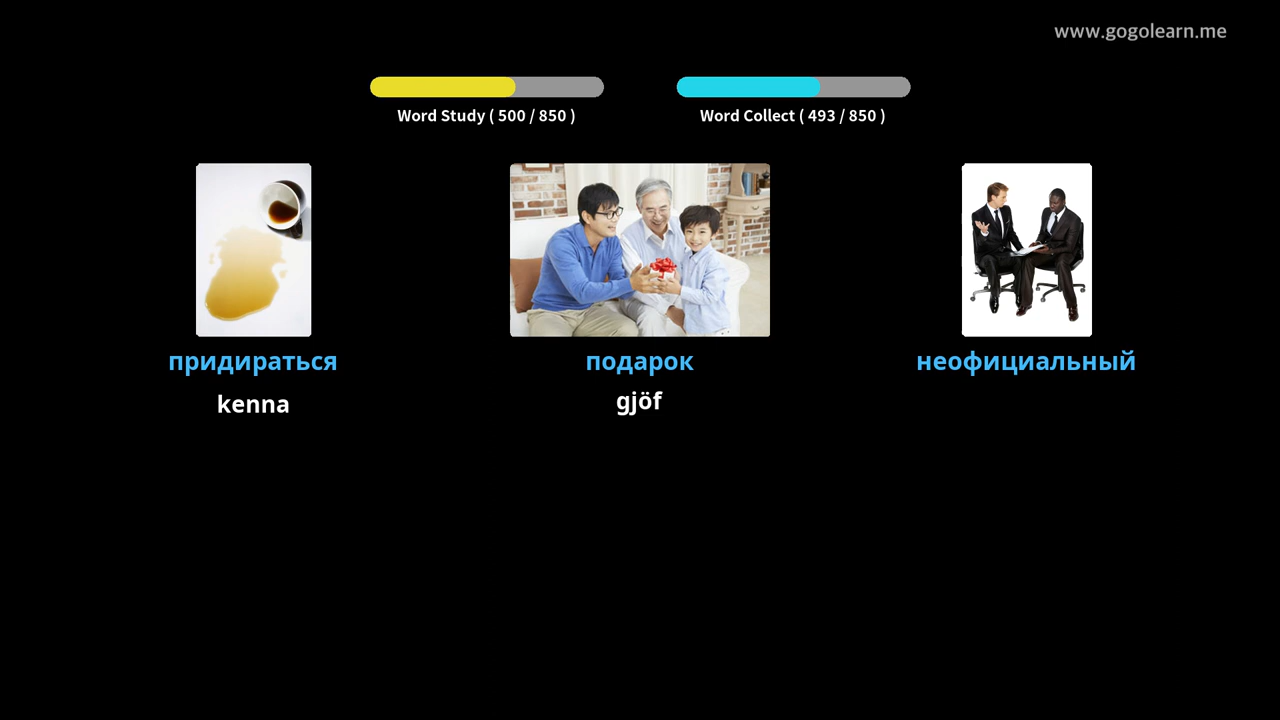 www.gogolearn.me
Word Study ( 500 / 850 )
Word Collect ( 493 / 850 )
придираться
подарок
неофициальный
kenna
gjöf